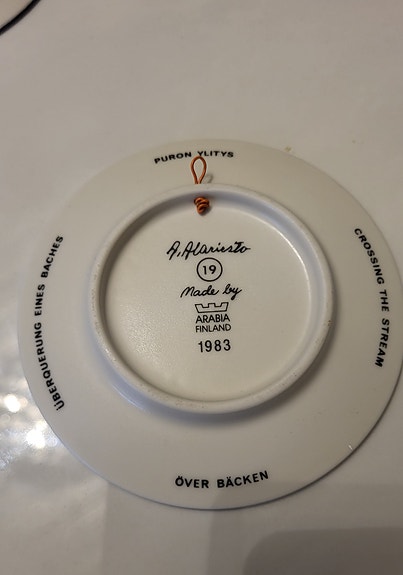 PURON YLITYS
CROSSING THE STREAM
ÖVER BÄCKEN
ÜBERQUERUNG EINES BACHES
A. Alariesto
19
Made by
ARABIA
FINLAND
1983